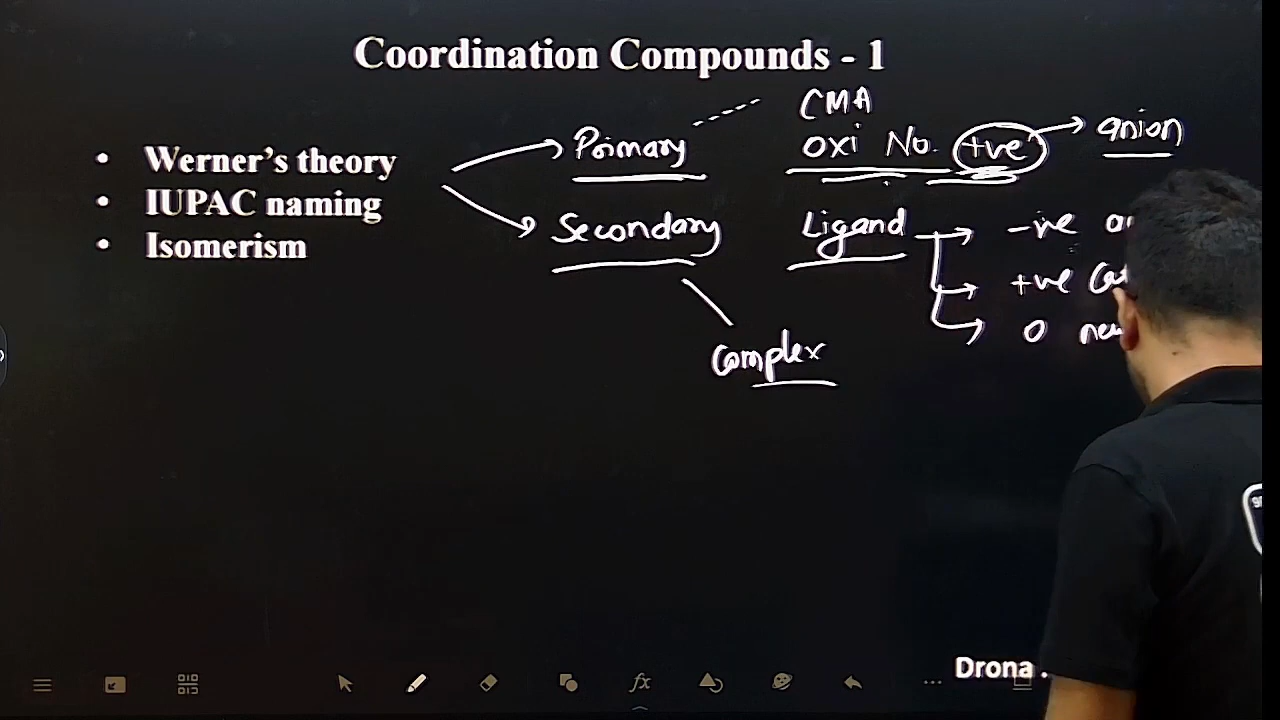 Coordination Compounds - 1
• Werner's theory
• IUPAC naming
• Isomerism
Primary
CMA
oxi No. +ve
anion
Secondary
Ligand
-ve
+ve
0
Complex
fx
Drona .